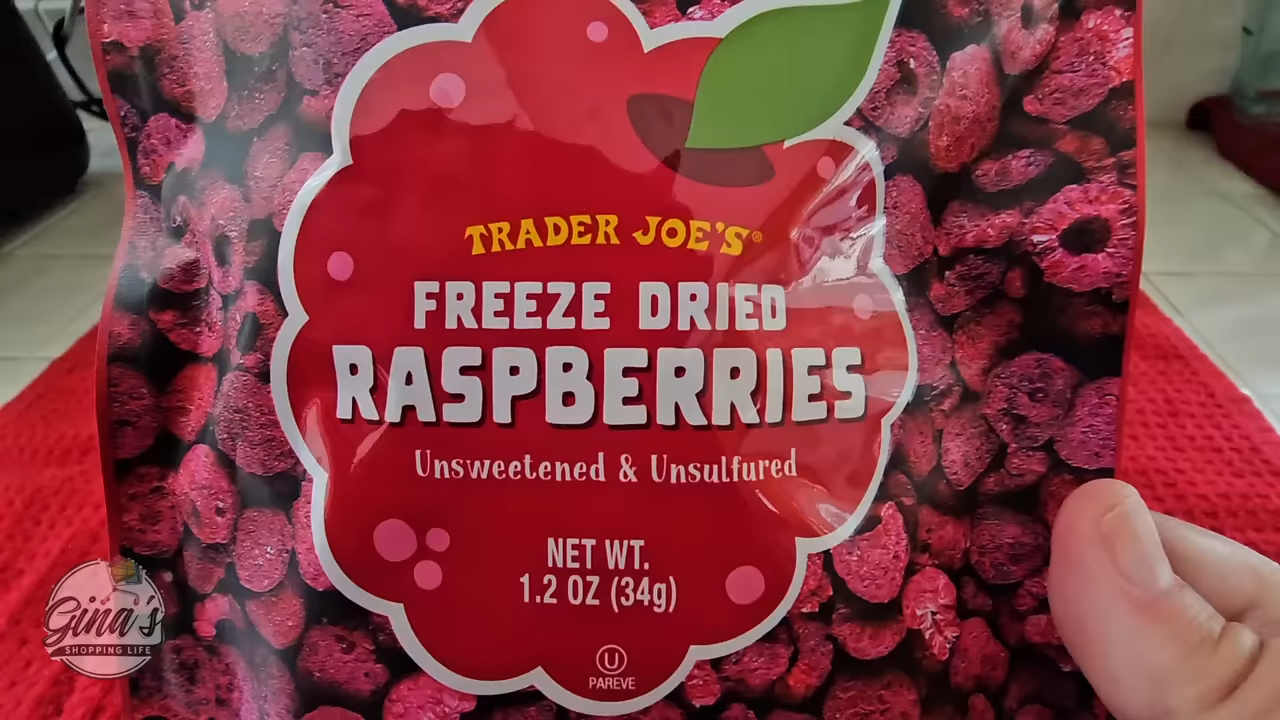 TRADER JOE'S®
FREEZE DRIED
RASPBERRIES
Unsweetened & Unsulfured
NET WT.
1.2 OZ (34g)
U
PAREVE
Gina's
SHOPPING LIFE